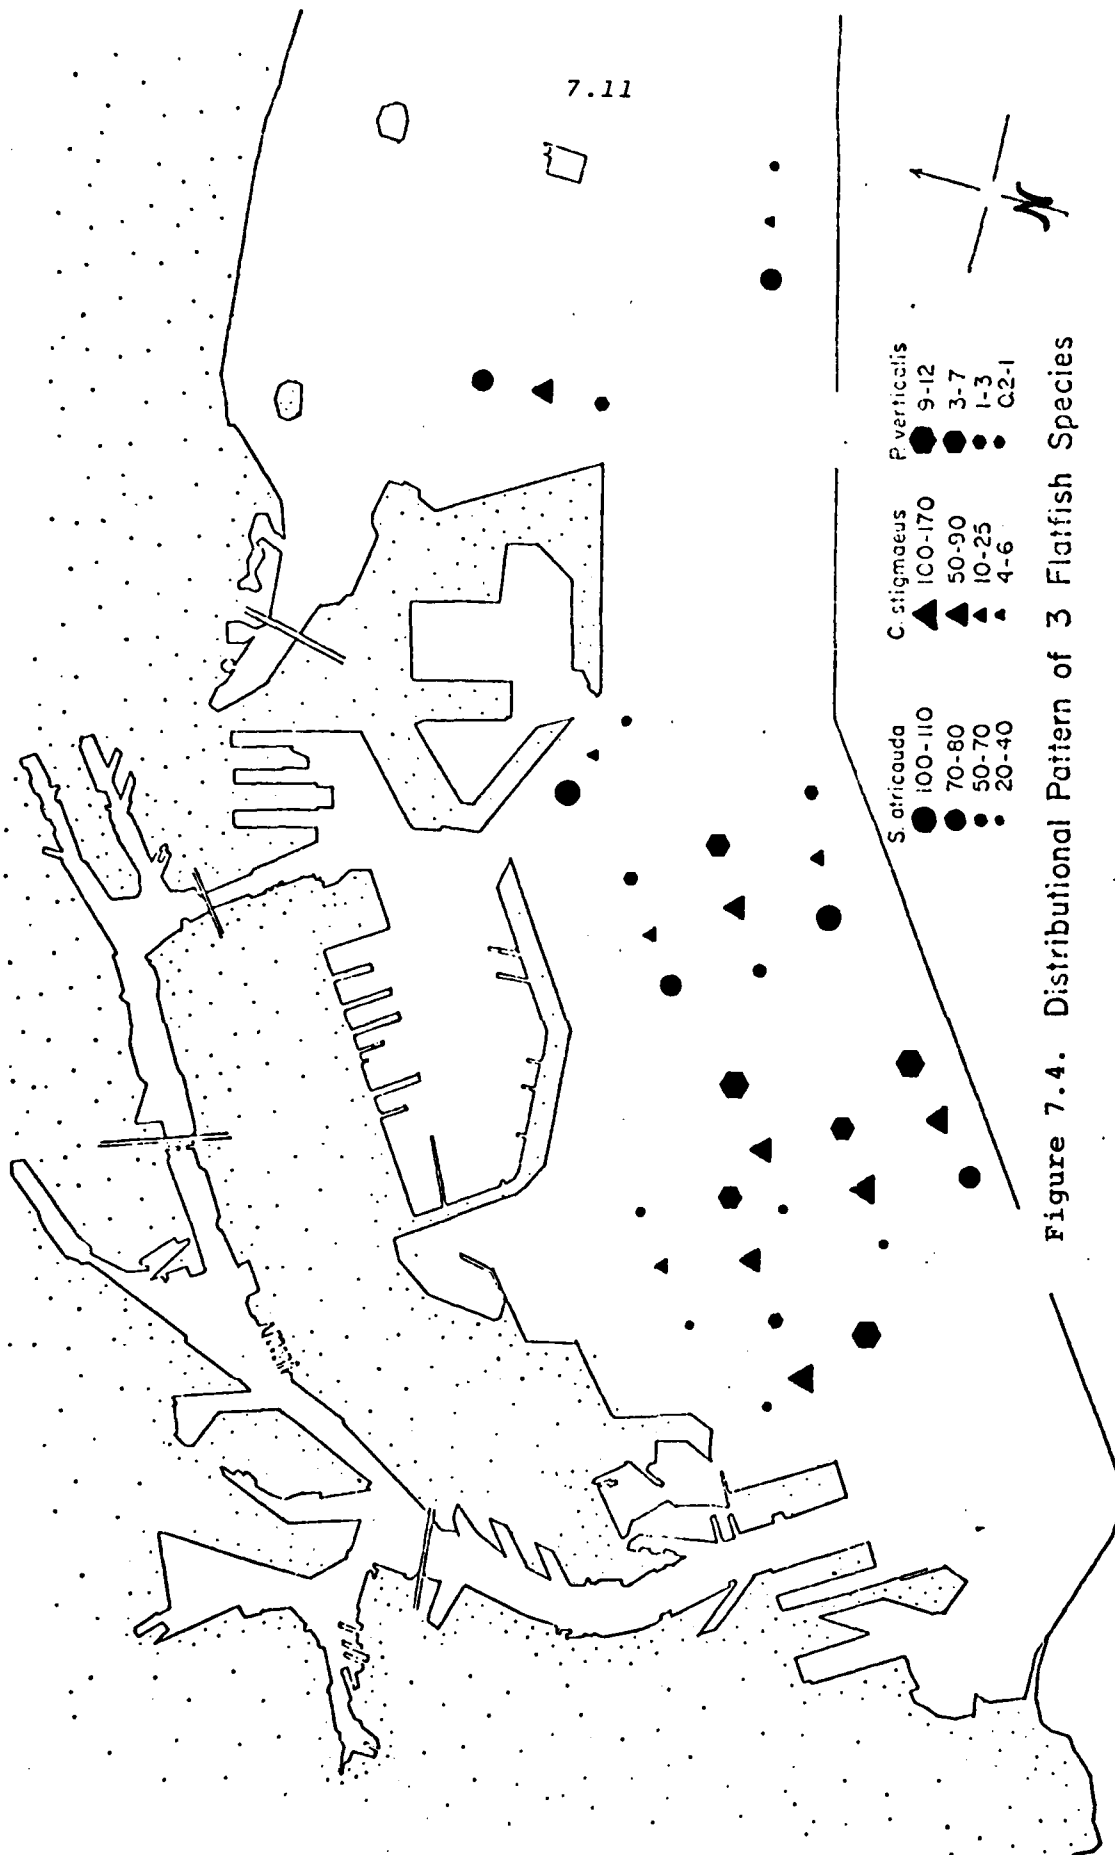 7.11
N
S. atricauda C. stigmaeus P. verticalis
100-110 100-170 9-12
70-80 50-90 3-7
50-70 10-25 1-3
20-40 4-6 0.2-1
Figure 7.4. Distributional Pattern of 3 Flatfish Species